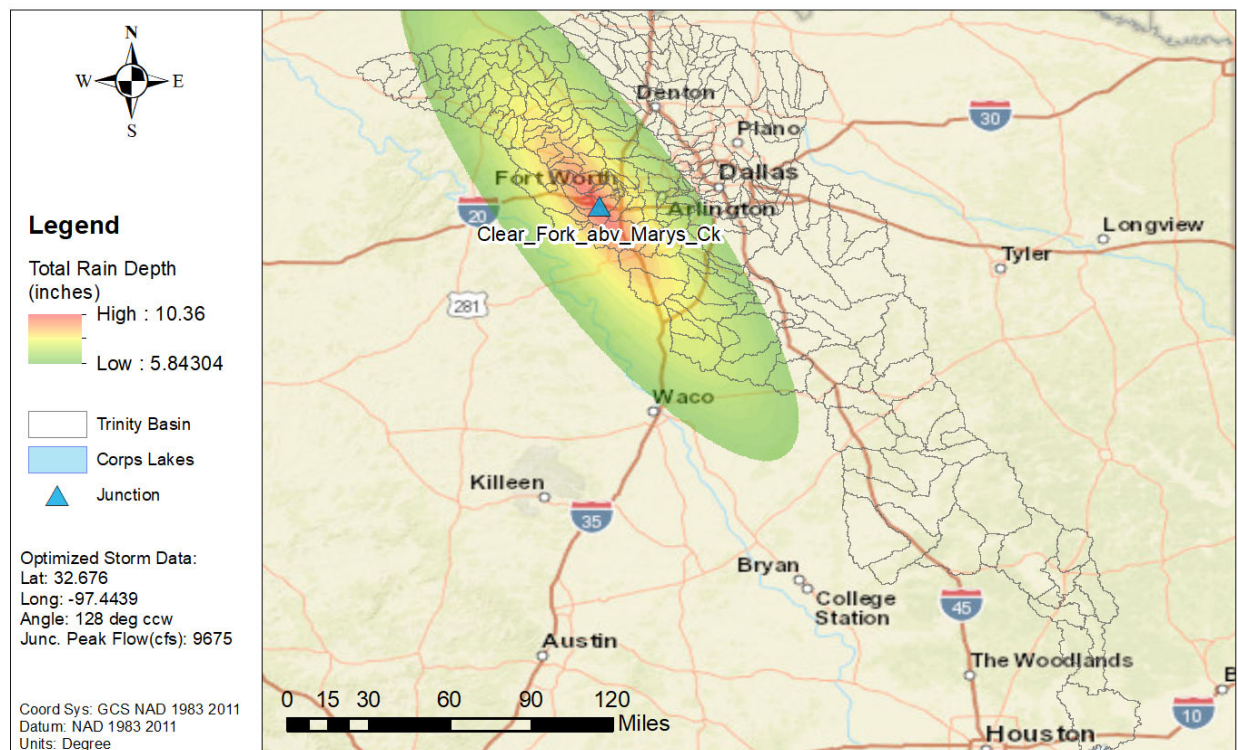 N
W E
S
Legend
Total Rain Depth
(inches)
High : 10.36
Low : 5.84304
Trinity Basin
Corps Lakes
Junction
Optimized Storm Data:
Lat: 32.676
Long: -97.4439
Angle: 128 deg ccw
Junc. Peak Flow(cfs): 9675
Coord Sys: GCS NAD 1983 2011
Datum: NAD 1983 2011
Units: Degree
Denton
30
Plano
Fort Worth
Dallas
20
Arlington
Clear_Fork_abv_Marys_Ck
Longview
Tyler
281
Waco
Killeen
35
Bryan
College
Station
45
Austin
The Woodlands
B
10
Houston
0 15 30 60 90 120
Miles